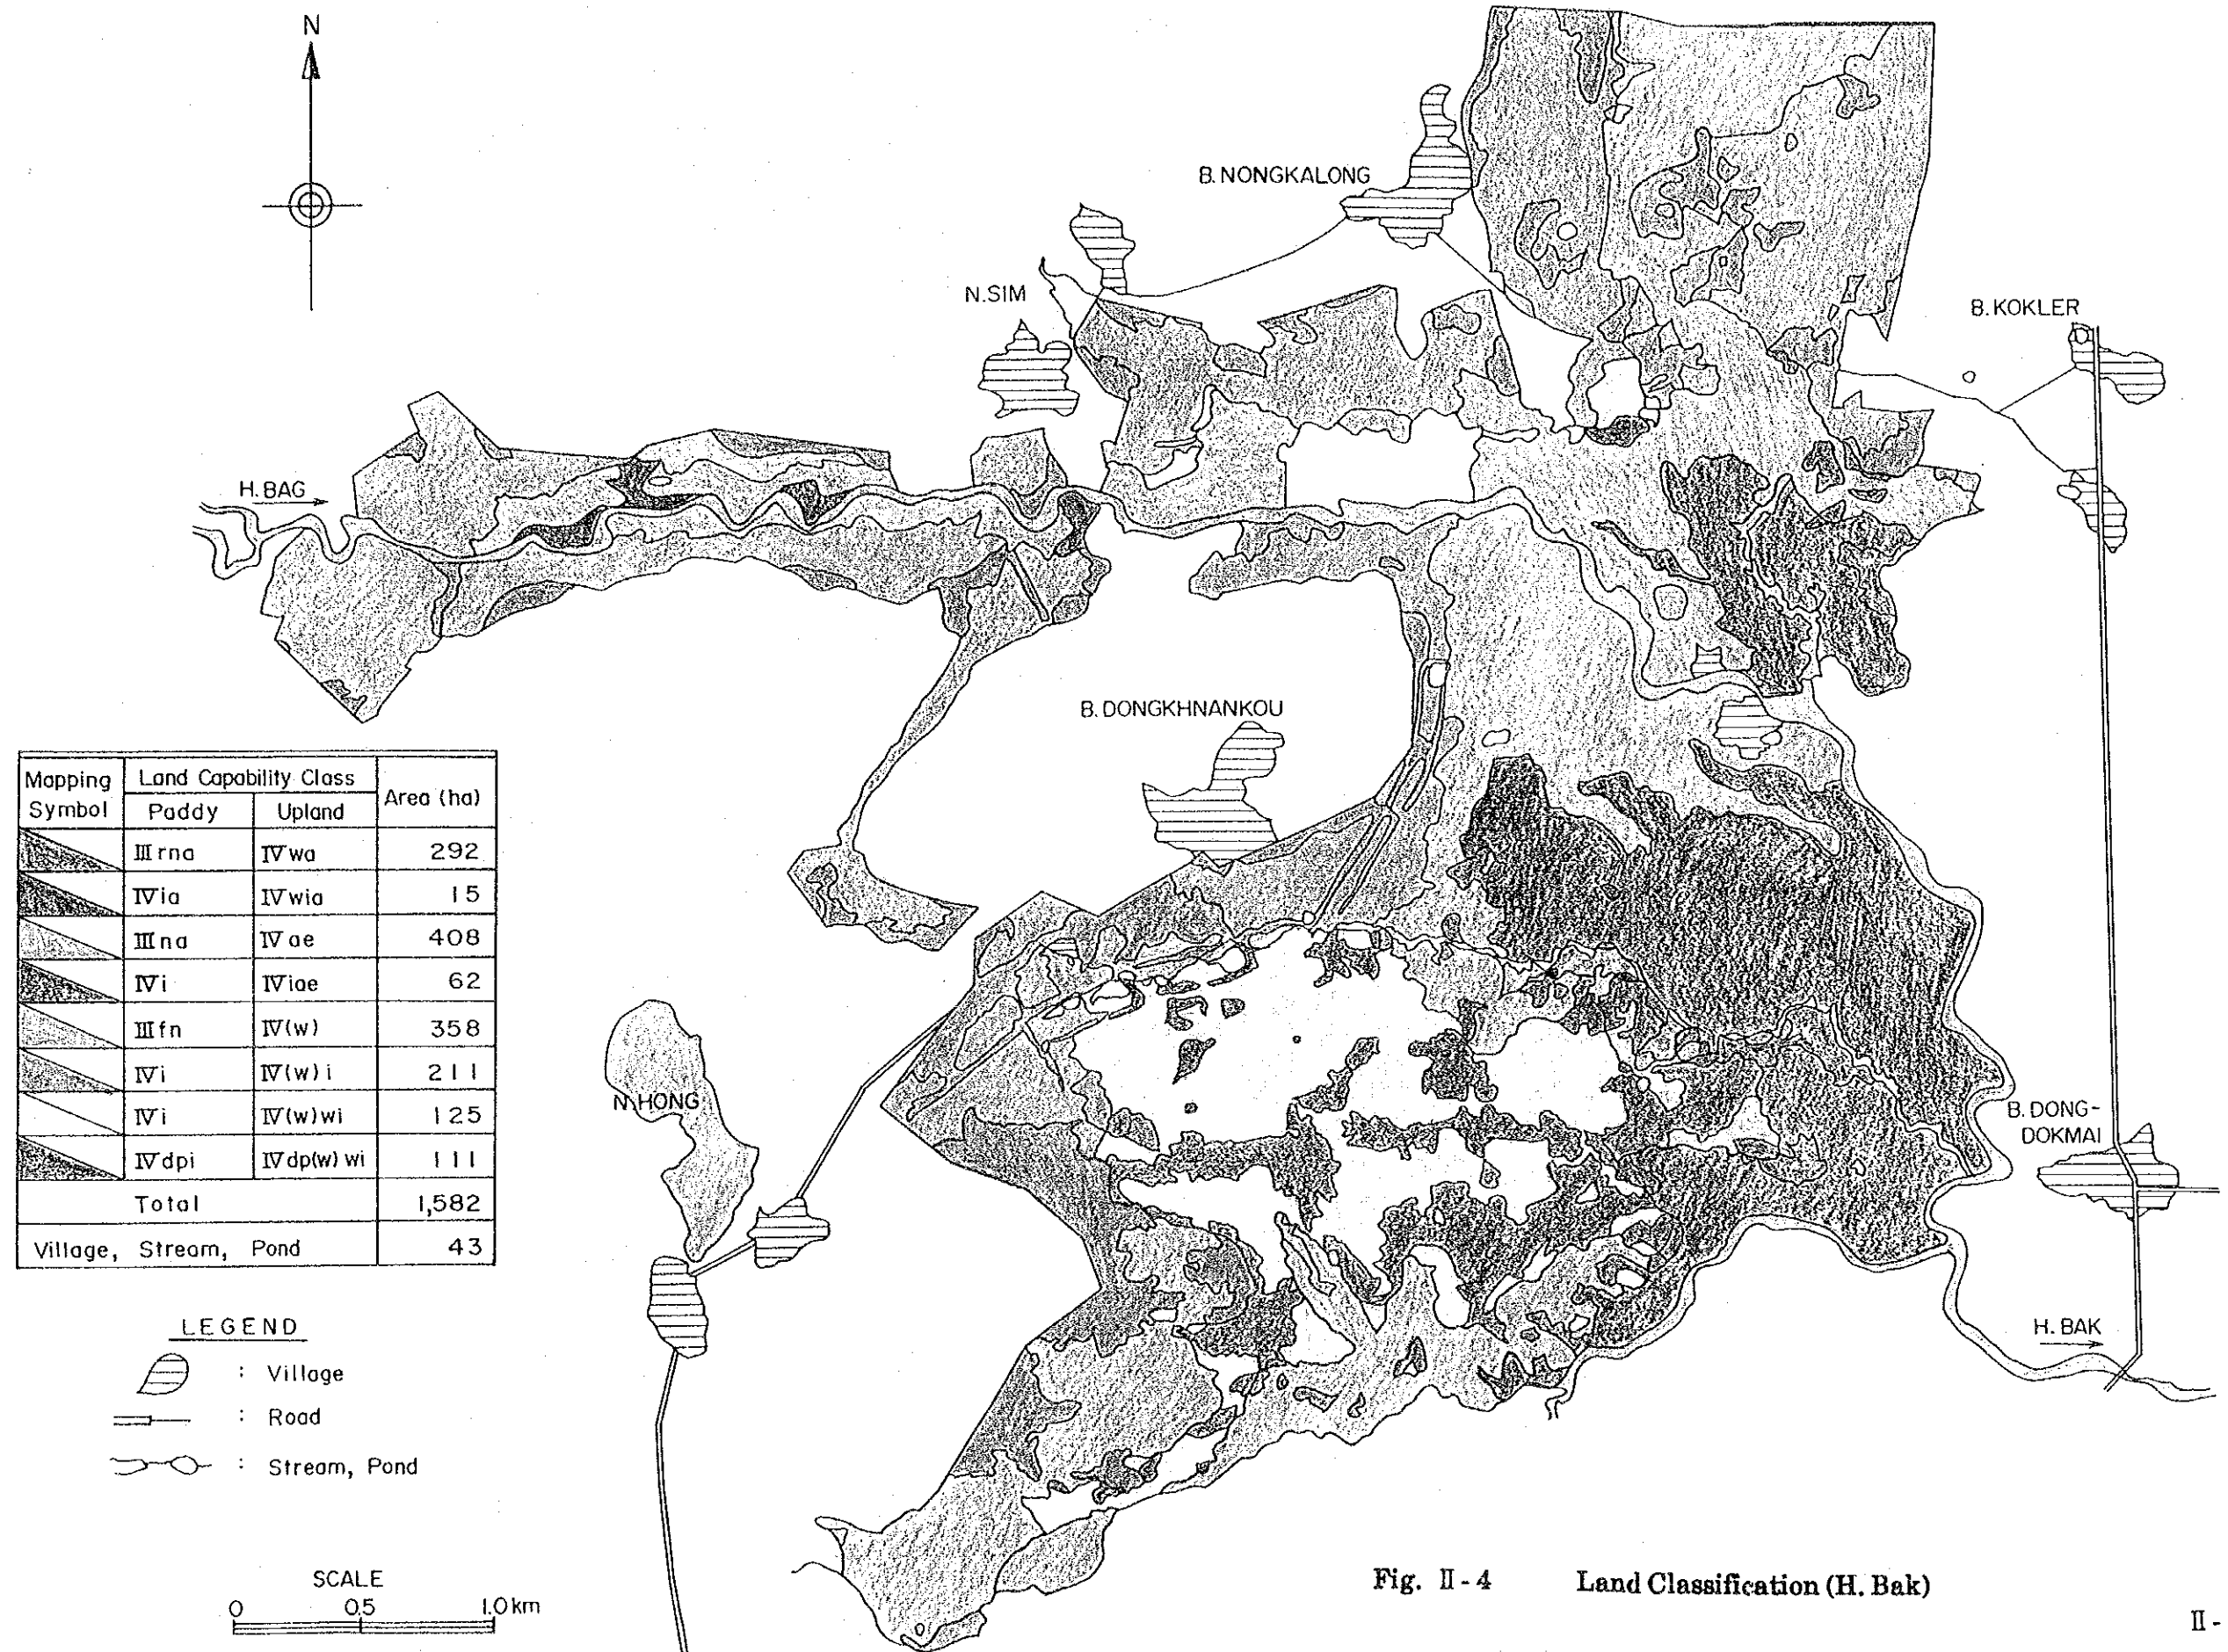 N
B. NONGKALONG
N. SIM
B. KOKLER
H. BAG
B. DONGKHNANKOU
Mapping Symbol | Land Capability Class | Area (ha)
Paddy | Upland
III rna | IV wa | 292
IV ia | IV wia | 15
III na | IV ae | 408
IV i | IV iae | 62
III fn | IV (w) | 358
IV i | IV (w) i | 211
IV i | IV (w) wi | 125
IV dpi | IV dp(w) wi | 111
Total | 1,582
Village, Stream, Pond | 43
N. HONG
B. DONG-
DOKMAI
H. BAK
LEGEND
: Village
: Road
: Stream, Pond
SCALE
0 0.5 1.0 km
Fig. II - 4 Land Classification (H. Bak)
II -